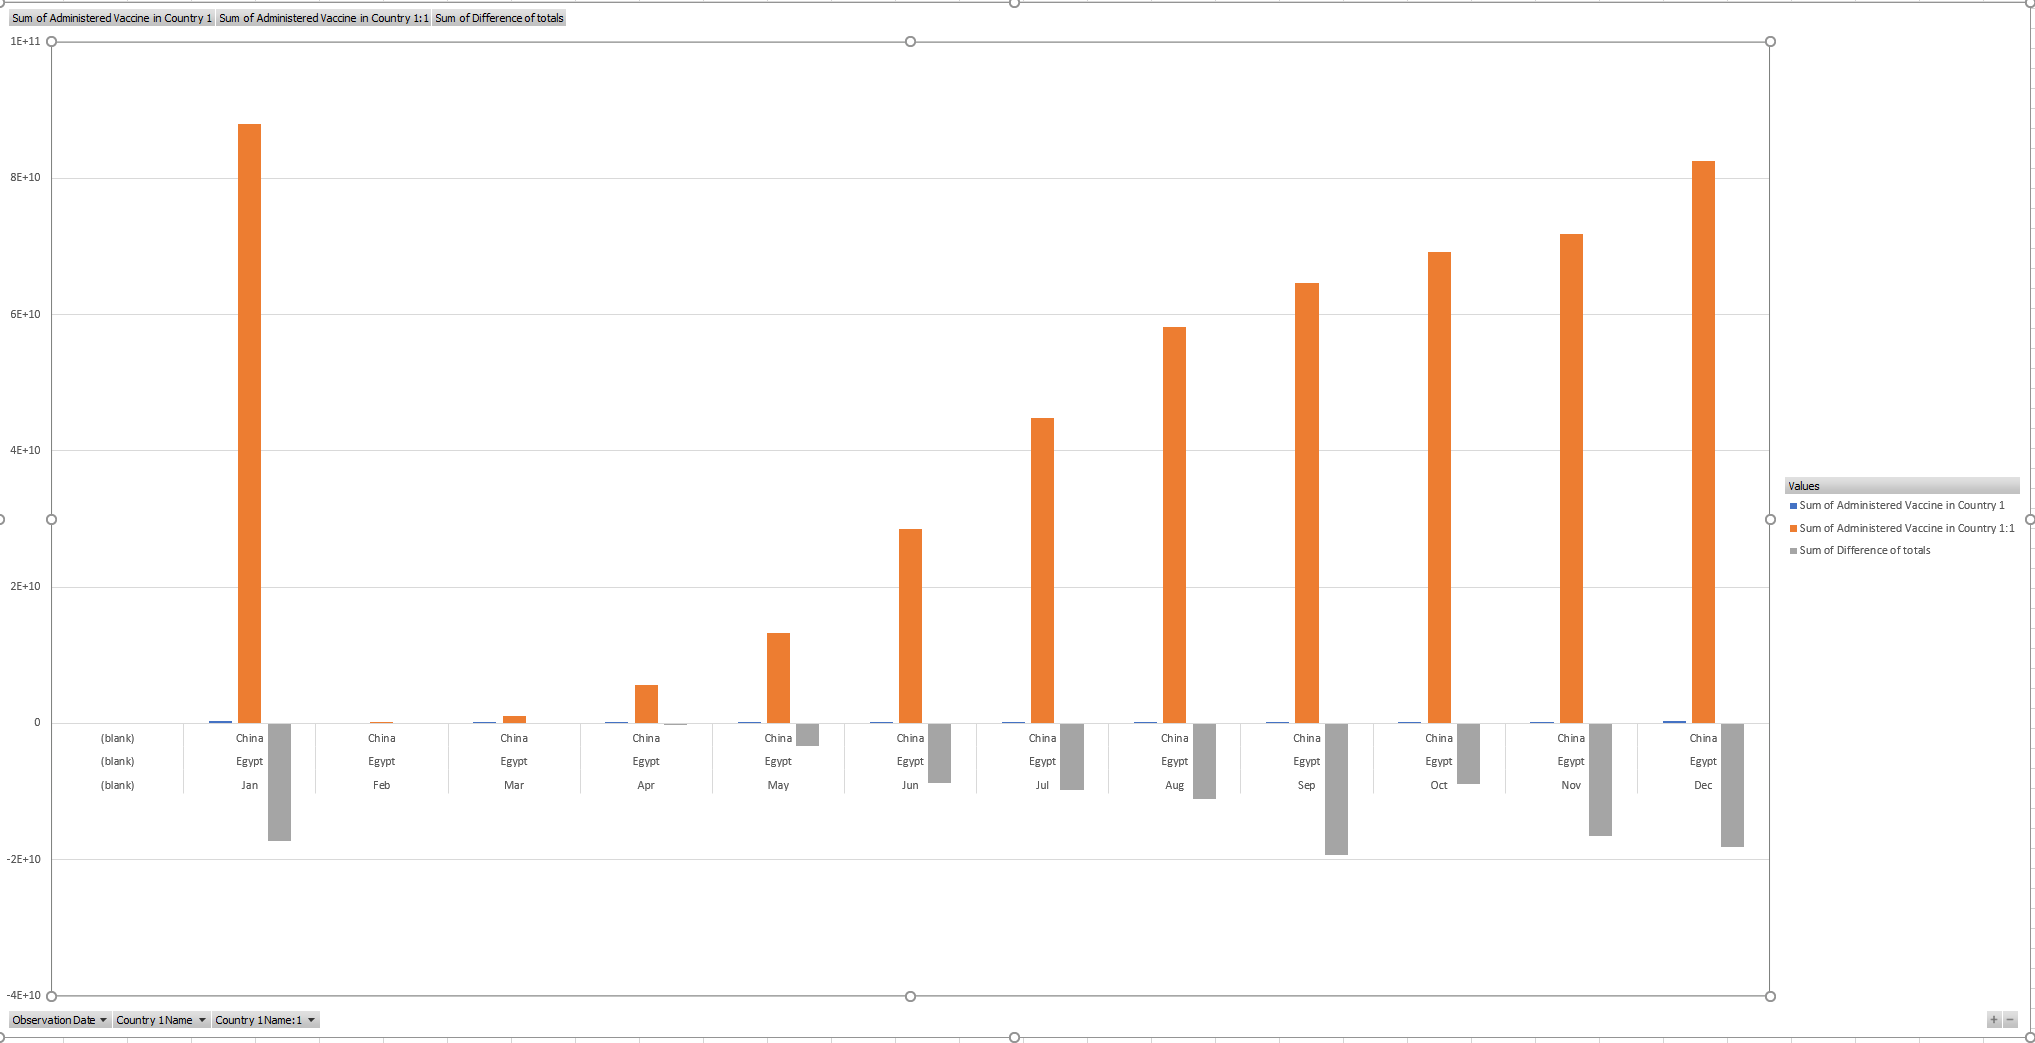 Sum of Administered Vaccine in Country 1 Sum of Administered Vaccine in Country 1:1 Sum of Difference of totals
1E+11
8E+10
6E+10
4E+10
2E+10
0
-2E+10
-4E+10
(blank) China China China China China China China China China China China China
(blank) Egypt Egypt Egypt Egypt Egypt Egypt Egypt Egypt Egypt Egypt Egypt Egypt
(blank) Jan Feb Mar Apr May Jun Jul Aug Sep Oct Nov Dec
Values
Sum of Administered Vaccine in Country 1
Sum of Administered Vaccine in Country 1:1
Sum of Difference of totals
Observation Date Country 1 Name Country 1 Name:1
+ −